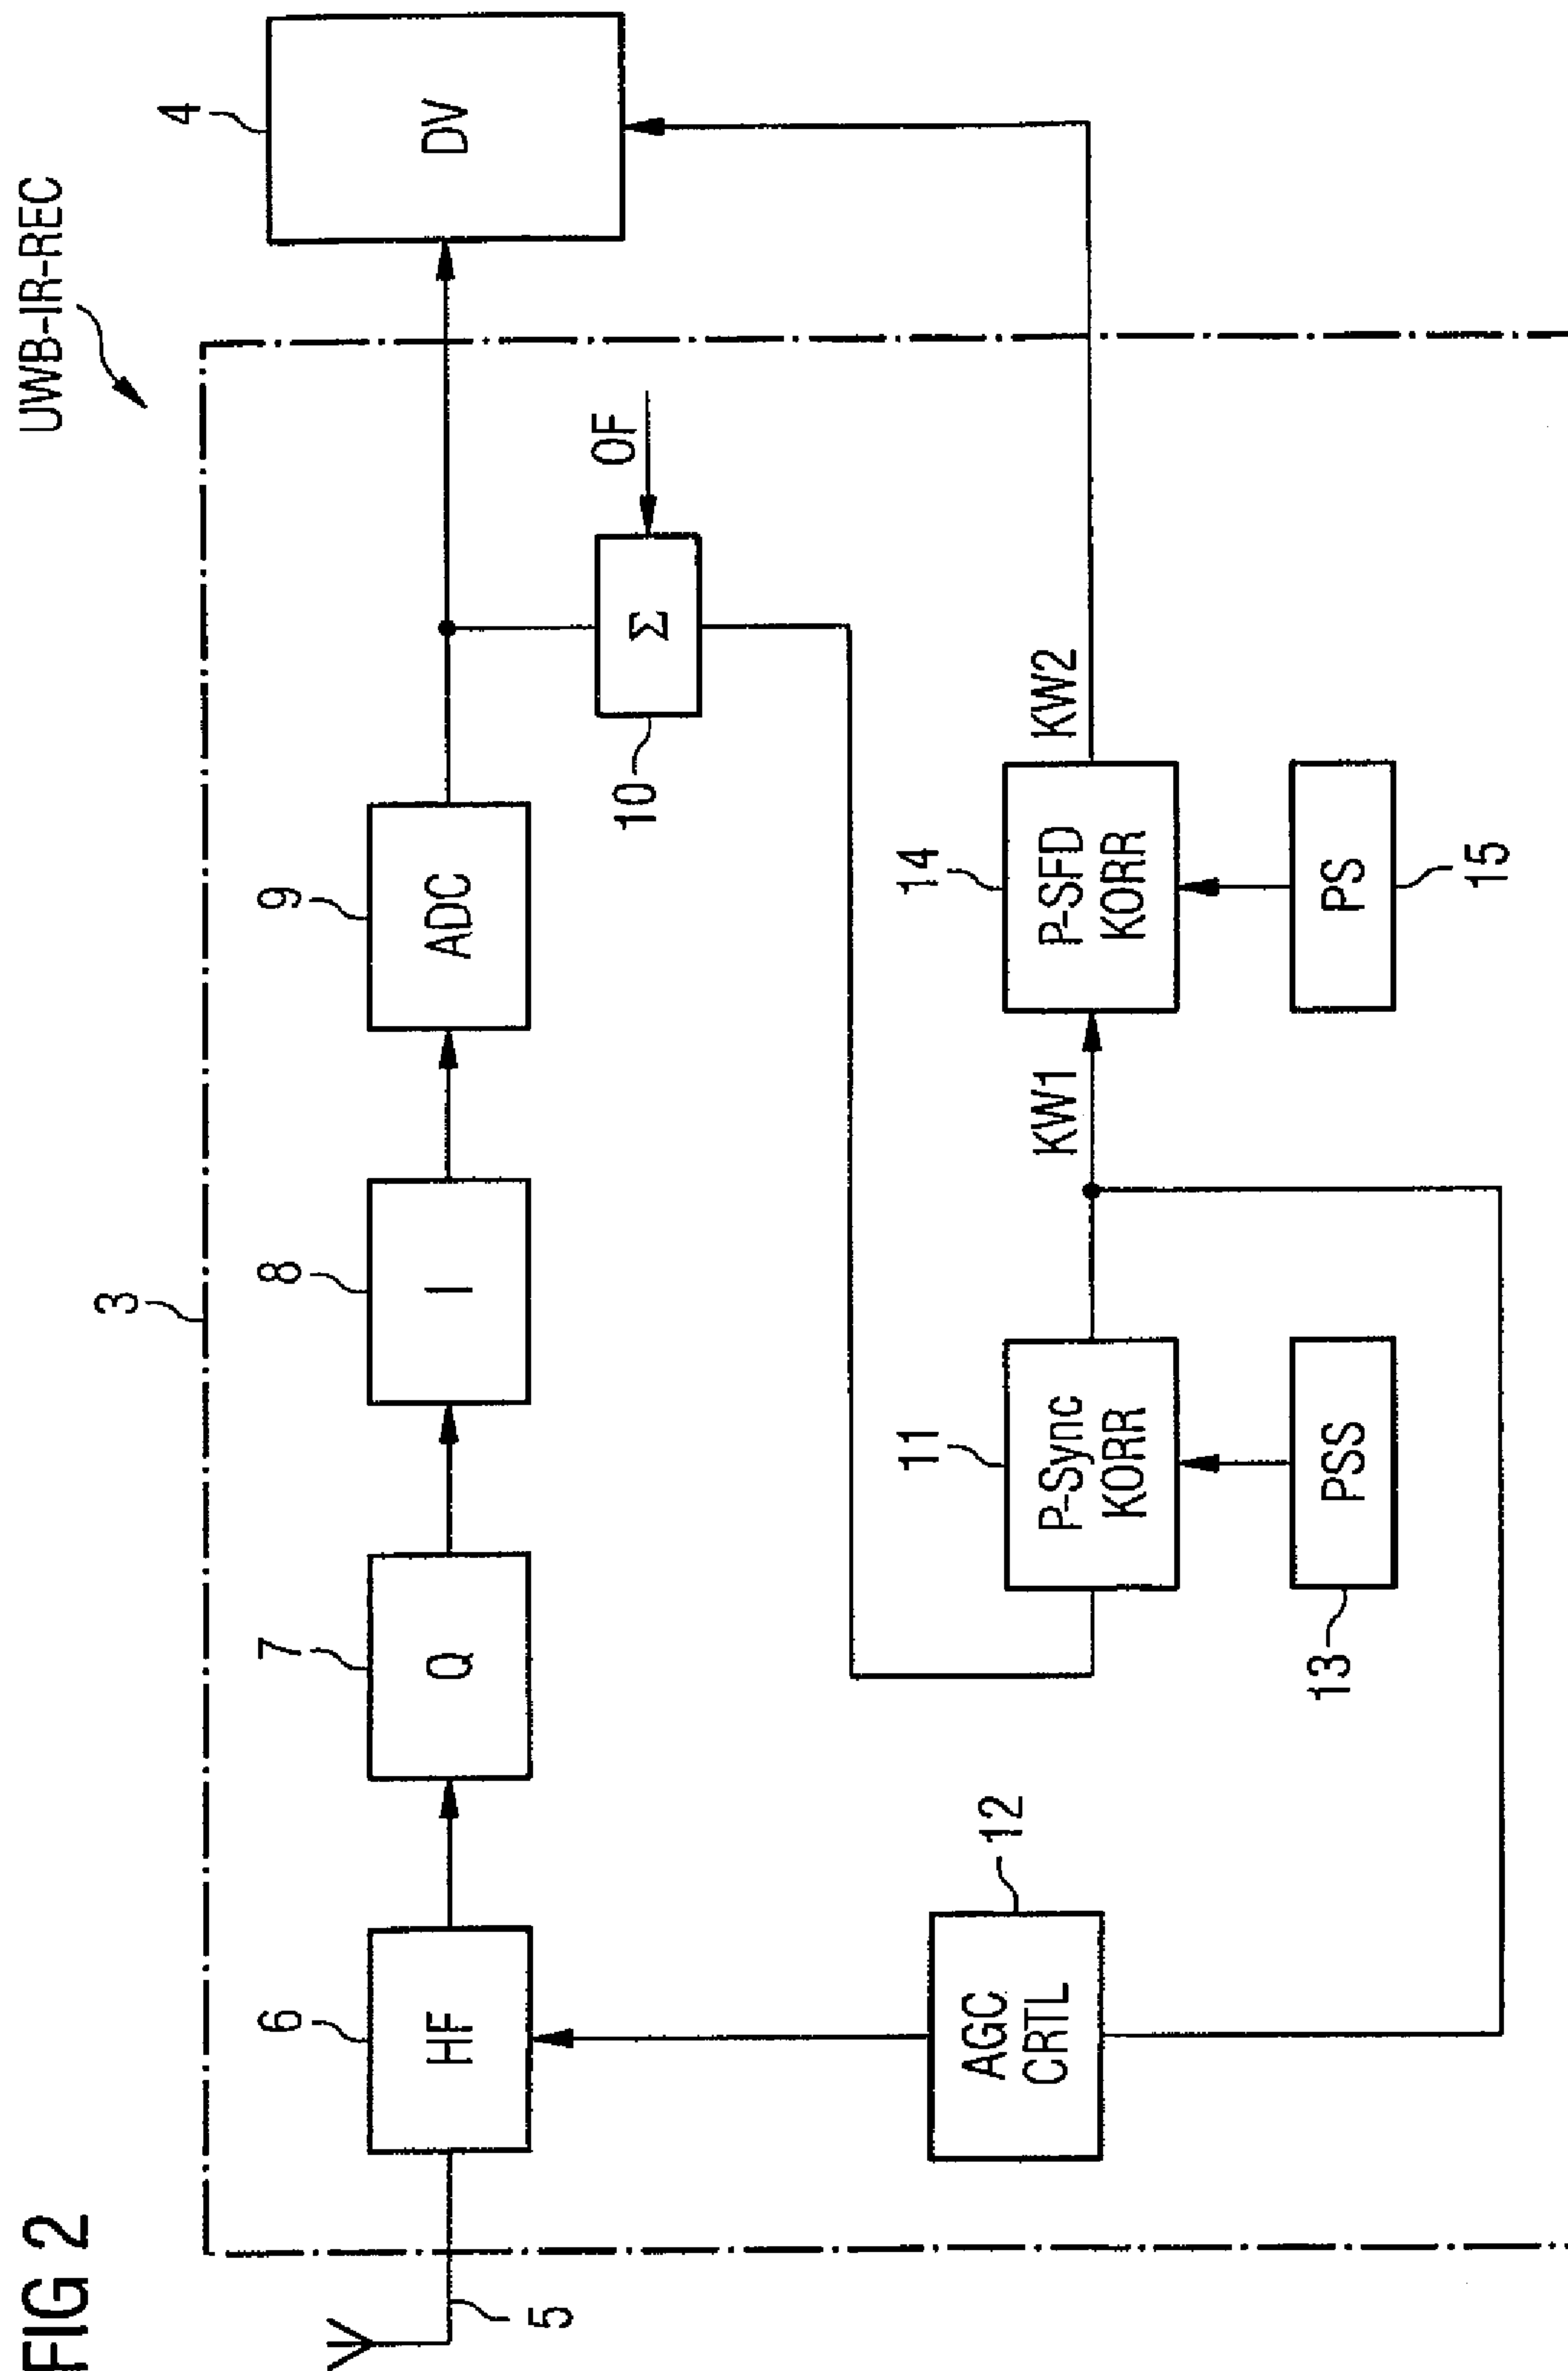 FIG 2
UWB-IR-REC
3
4
5
6
7
8
9
HF
Q
I
ADC
DV
Σ
OF
10
12
AGC
CRTL
11
P-Sync
KORR
KW1
14
P-SFD
KORR
KW2
13
PSS
PS
15